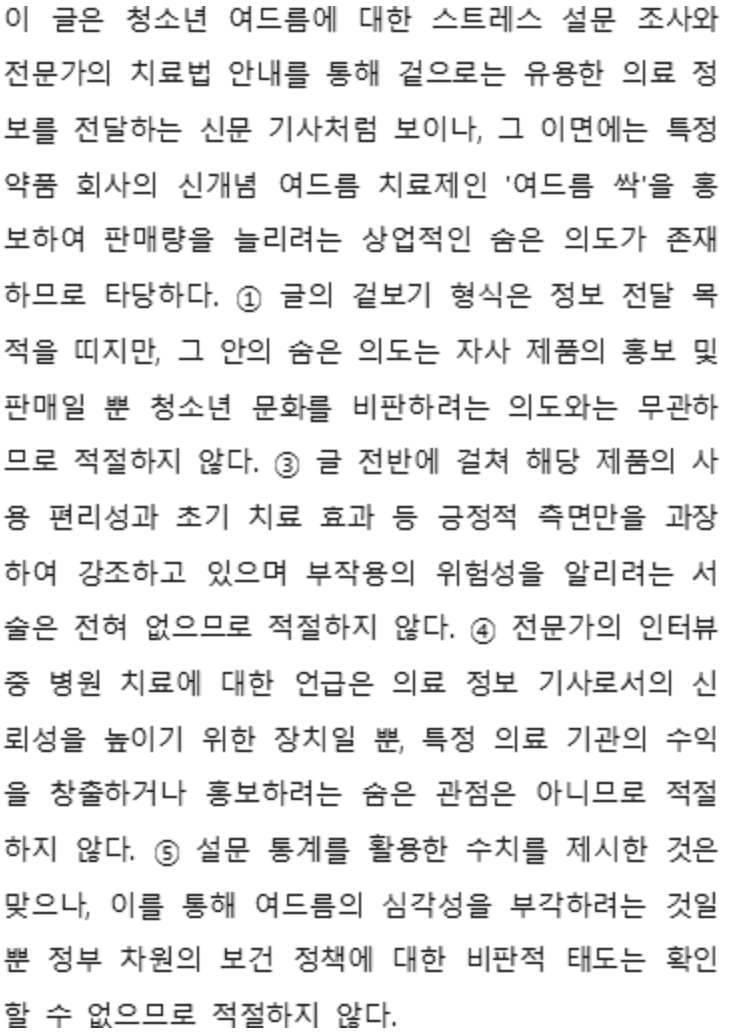 이 글은 청소년 여드름에 대한 스트레스 설문 조사와
전문가의 치료법 안내를 통해 겉으로는 유용한 의료 정
보를 전달하는 신문 기사처럼 보이나, 그 이면에는 특정
약품 회사의 신개념 여드름 치료제인 '여드름 싹'을 홍
보하여 판매량을 늘리려는 상업적인 숨은 의도가 존재
하므로 타당하다. ① 글의 겉보기 형식은 정보 전달 목
적을 띠지만, 그 안의 숨은 의도는 자사 제품의 홍보 및
판매일 뿐 청소년 문화를 비판하려는 의도와는 무관하
므로 적절하지 않다. ③ 글 전반에 걸쳐 해당 제품의 사
용 편리성과 초기 치료 효과 등 긍정적 측면만을 과장
하여 강조하고 있으며 부작용의 위험성을 알리려는 서
술은 전혀 없으므로 적절하지 않다. ④ 전문가의 인터뷰
중 병원 치료에 대한 언급은 의료 정보 기사로서의 신
뢰성을 높이기 위한 장치일 뿐, 특정 의료 기관의 수익
을 창출하거나 홍보하려는 숨은 관점은 아니므로 적절
하지 않다. ⑤ 설문 통계를 활용한 수치를 제시한 것은
맞으나, 이를 통해 여드름의 심각성을 부각하려는 것일
뿐 정부 차원의 보건 정책에 대한 비판적 태도는 확인
할 수 없으므로 적절하지 않다.